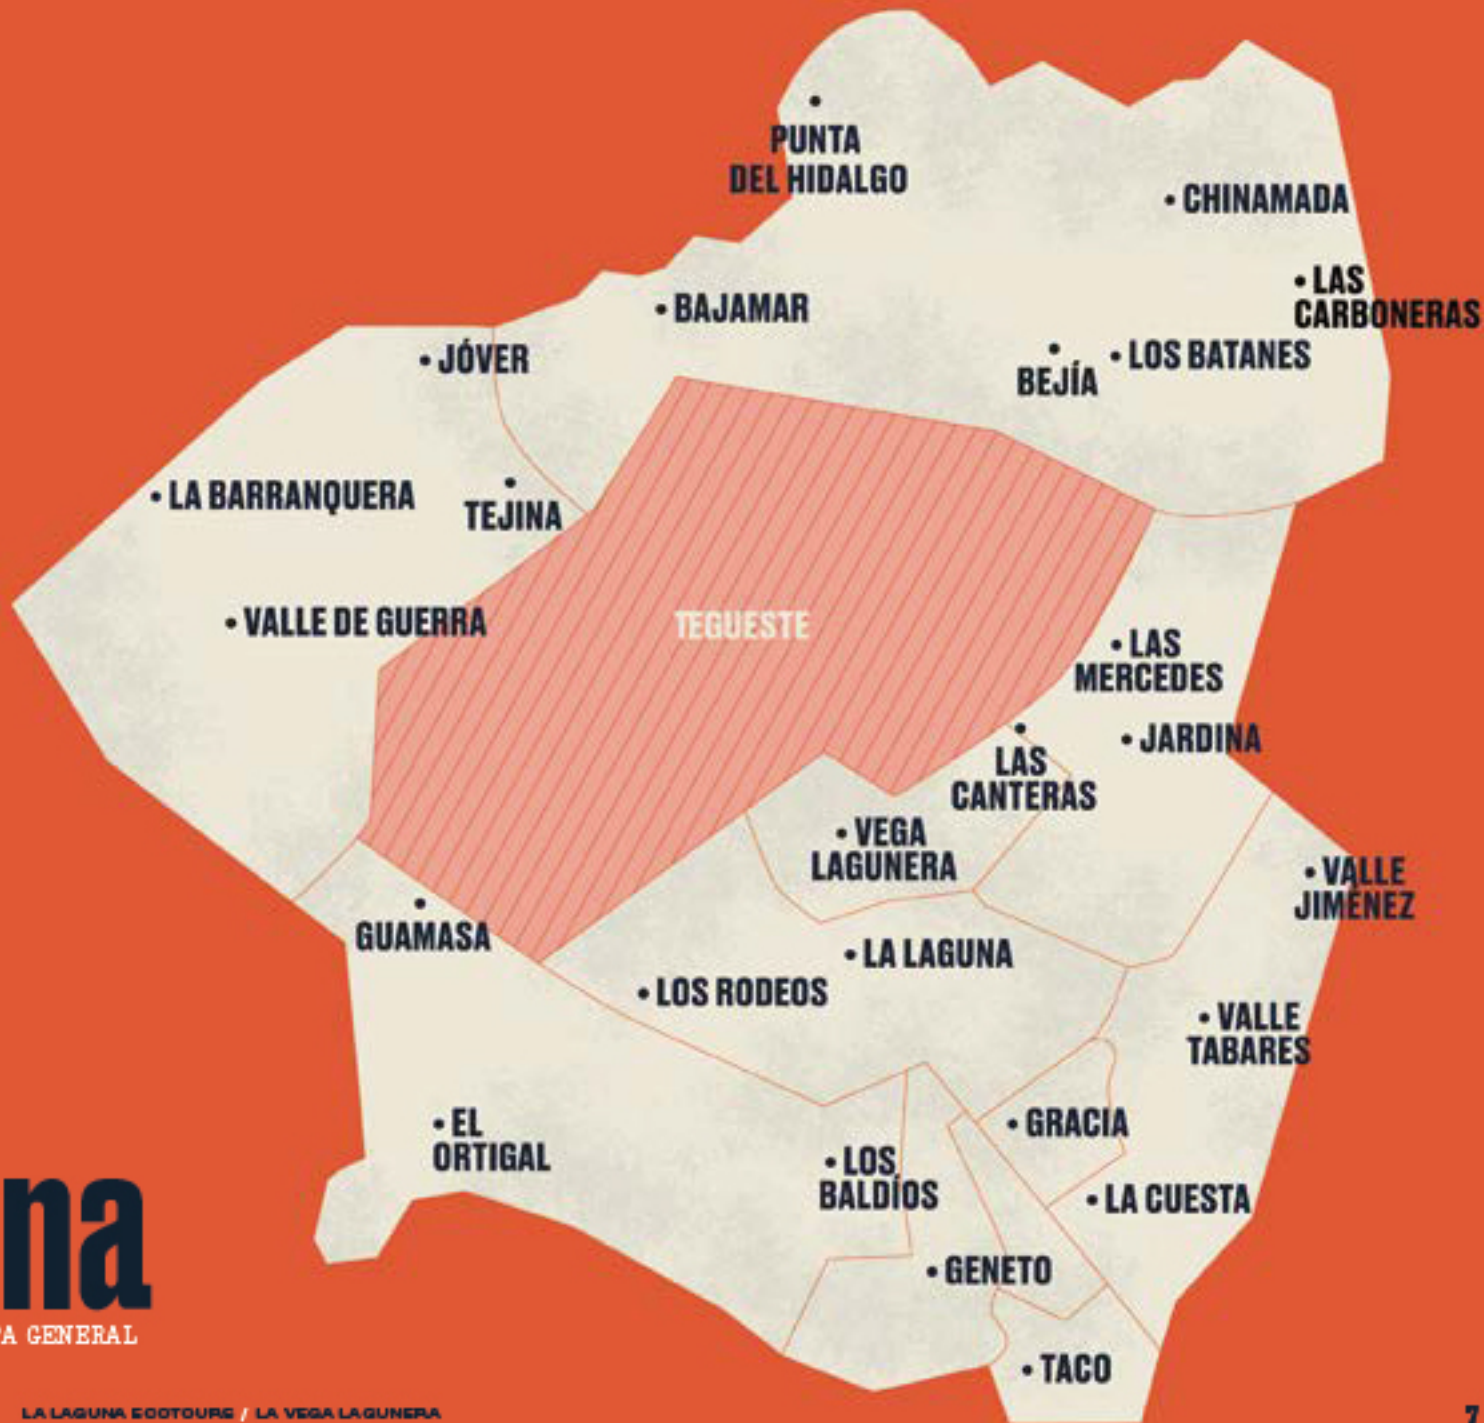 PUNTA
DEL HIDALGO
CHINAMADA
LAS
CARBONERAS
BAJAMAR
JÓVER
BEJÍA
LOS BATANES
LA BARRANQUERA
TEJINA
VALLE DE GUERRA
TEGUESTE
LAS
MERCEDES
JARDINA
LAS
CANTERAS
VEGA
LAGUNERA
VALLE
JIMÉNEZ
GUAMASA
LA LAGUNA
LOS RODEOS
VALLE
TABARES
EL
ORTIGAL
GRACIA
LOS
BALDÍOS
LA CUESTA
GENETO
TACO
na
PA GENERAL
LA LAGUNA ECOTOURS / LA VEGA LAGUNERA
7